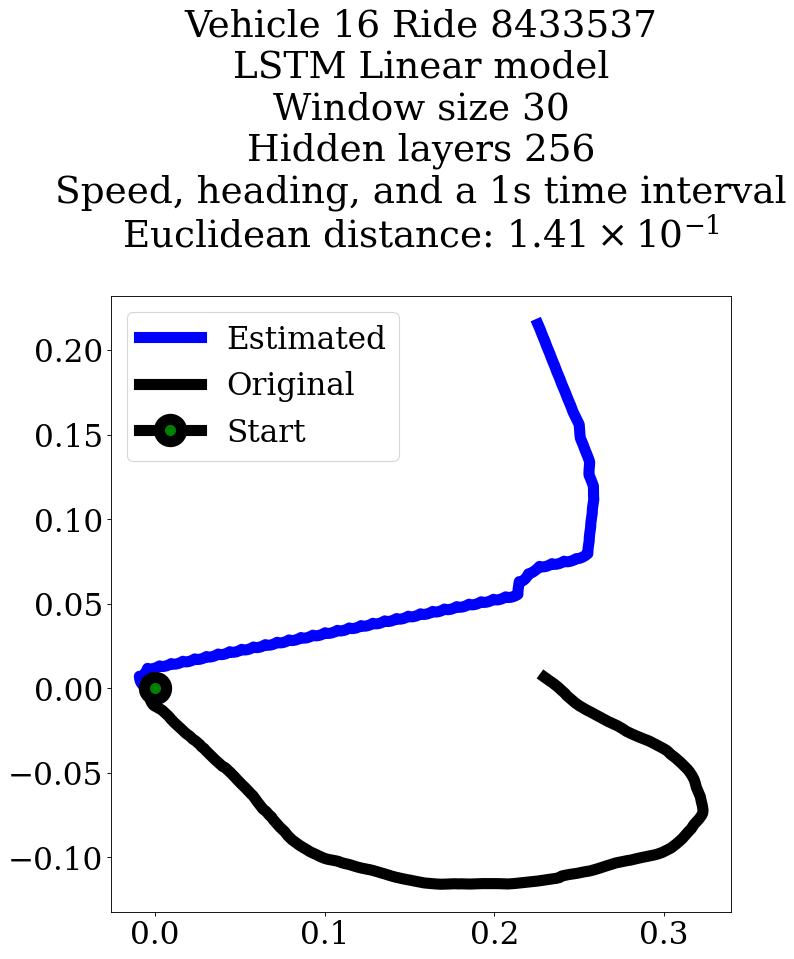 Vehicle 16 Ride 8433537
LSTM Linear model
Window size 30
Hidden layers 256
Speed, heading, and a 1s time interval
Euclidean distance: 1.41 × 10⁻¹
Estimated
Original
Start
0.20
0.15
0.10
0.05
0.00
−0.05
−0.10
0.0 0.1 0.2 0.3